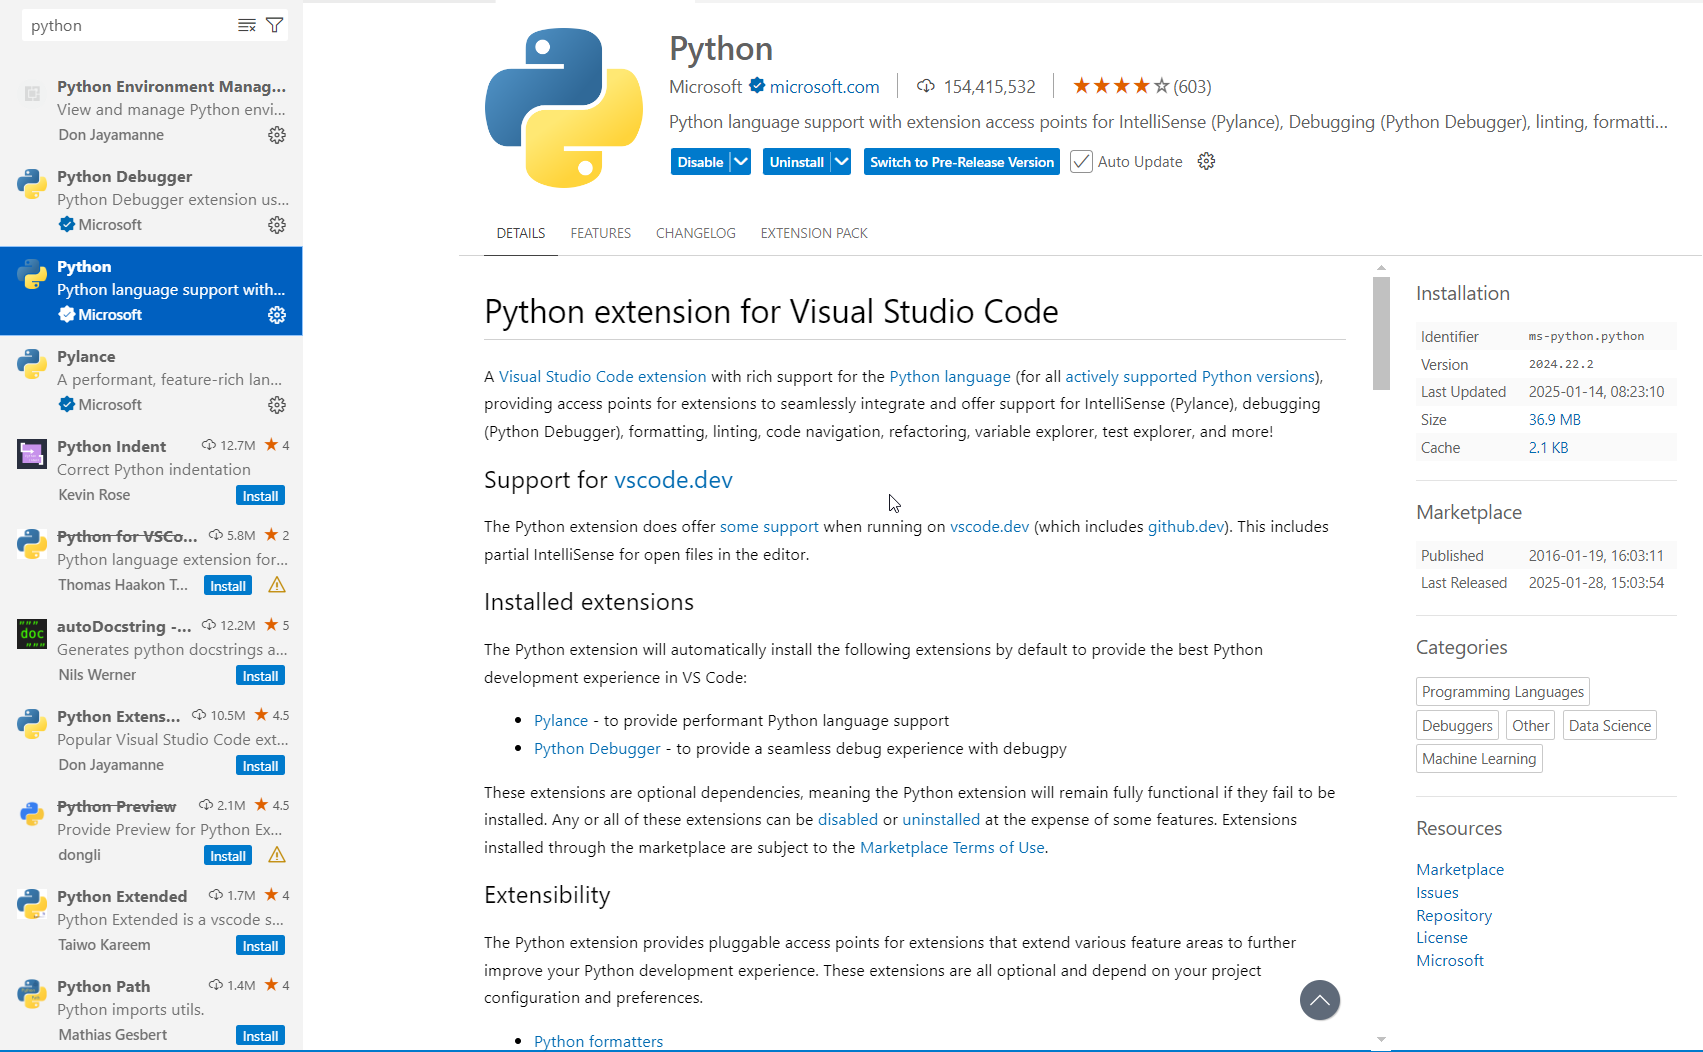 python
Python Environment Manag...
View and manage Python envi...
Don Jayamanne
Python Debugger
Python Debugger extension us...
Microsoft
Python
Python language support with...
Microsoft
Pylance
A performant, feature-rich lan...
Microsoft
Python Indent 12.7M 4
Correct Python indentation
Kevin Rose Install
Python for VSCo... 5.8M 2
Python language extension for...
Thomas Haakon T... Install
autoDocstring -... 12.2M 5
Generates python docstrings a...
Nils Werner Install
Python Extens... 10.5M 4.5
Popular Visual Studio Code ext...
Don Jayamanne Install
Python Preview 2.1M 4.5
Provide Preview for Python Ex...
dongli Install
Python Extended 1.7M 4
Python Extended is a vscode s...
Taiwo Kareem Install
Python Path 1.4M 4
Python imports utils.
Mathias Gesbert Install
Python
Microsoft microsoft.com 154,415,532 (603)
Python language support with extension access points for IntelliSense (Pylance), Debugging (Python Debugger), linting, formatti...
Disable Uninstall Switch to Pre-Release Version Auto Update
DETAILS FEATURES CHANGELOG EXTENSION PACK
Python extension for Visual Studio Code
A Visual Studio Code extension with rich support for the Python language (for all actively supported Python versions),
providing access points for extensions to seamlessly integrate and offer support for IntelliSense (Pylance), debugging
(Python Debugger), formatting, linting, code navigation, refactoring, variable explorer, test explorer, and more!
Support for vscode.dev
The Python extension does offer some support when running on vscode.dev (which includes github.dev). This includes
partial IntelliSense for open files in the editor.
Installed extensions
The Python extension will automatically install the following extensions by default to provide the best Python
development experience in VS Code:
• Pylance - to provide performant Python language support
• Python Debugger - to provide a seamless debug experience with debugpy
These extensions are optional dependencies, meaning the Python extension will remain fully functional if they fail to be
installed. Any or all of these extensions can be disabled or uninstalled at the expense of some features. Extensions
installed through the marketplace are subject to the Marketplace Terms of Use.
Extensibility
The Python extension provides pluggable access points for extensions that extend various feature areas to further
improve your Python development experience. These extensions are all optional and depend on your project
configuration and preferences.
• Python formatters
Installation
Identifier ms-python.python
Version 2024.22.2
Last Updated 2025-01-14, 08:23:10
Size 36.9 MB
Cache 2.1 KB
Marketplace
Published 2016-01-19, 16:03:11
Last Released 2025-01-28, 15:03:54
Categories
Programming Languages
Debuggers Other Data Science
Machine Learning
Resources
Marketplace
Issues
Repository
License
Microsoft